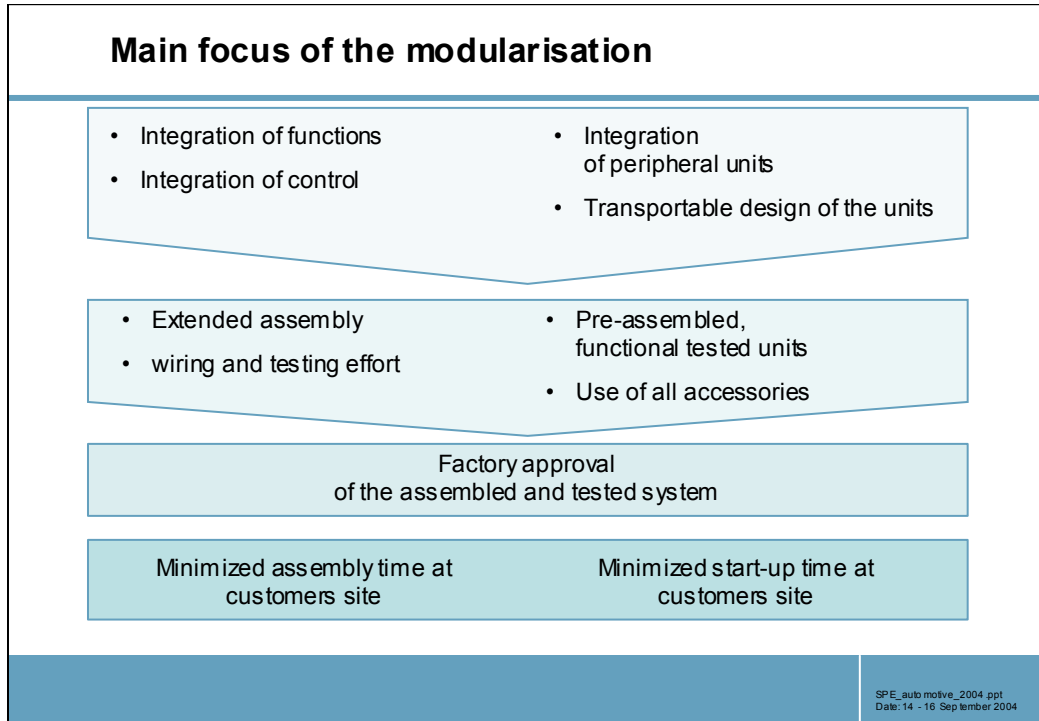 Main focus of the modularisation
• Integration of functions
• Integration of control
• Integration
of peripheral units
• Transportable design of the units
• Extended assembly
• wiring and testing effort
• Pre-assembled,
functional tested units
• Use of all accessories
Factory approval
of the assembled and tested system
Minimized assembly time at
customers site
Minimized start-up time at
customers site
SPE_automotive_2004.ppt
Date: 14 - 16 September 2004